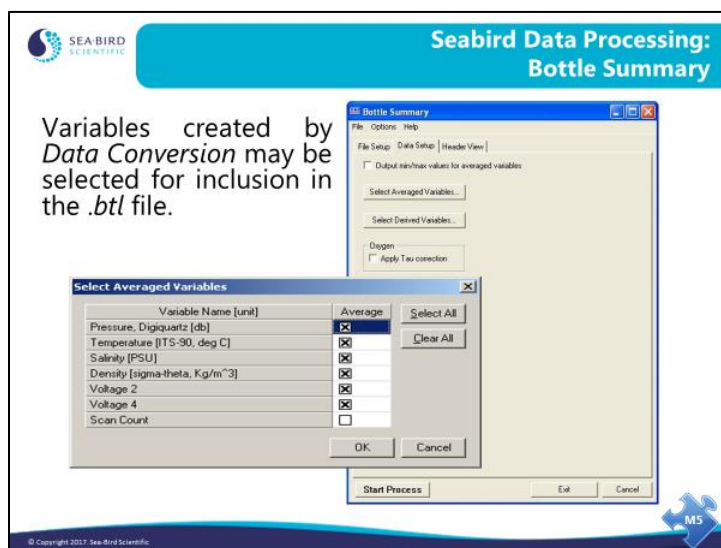 SEA·BIRD
SCIENTIFIC
Seabird Data Processing:
Bottle Summary
Variables created by
Data Conversion may be
selected for inclusion in
the .btl file.
Bottle Summary
File Options Help
File Setup Data Setup Header View
Output min/max values for averaged variables
Select Averaged Variables...
Select Derived Variables...
Oxygen
Apply Tau correction
Select Averaged Variables
Variable Name [unit] Average
Select All
Pressure, Digiquartz [db]
Clear All
Temperature [ITS-90, deg C]
Salinity [PSU]
Density [sigma-theta, Kg/m^3]
Voltage 2
Voltage 4
Scan Count
OK Cancel
Start Process Exit Cancel
M5
© Copyright 2017 Sea-Bird Scientific